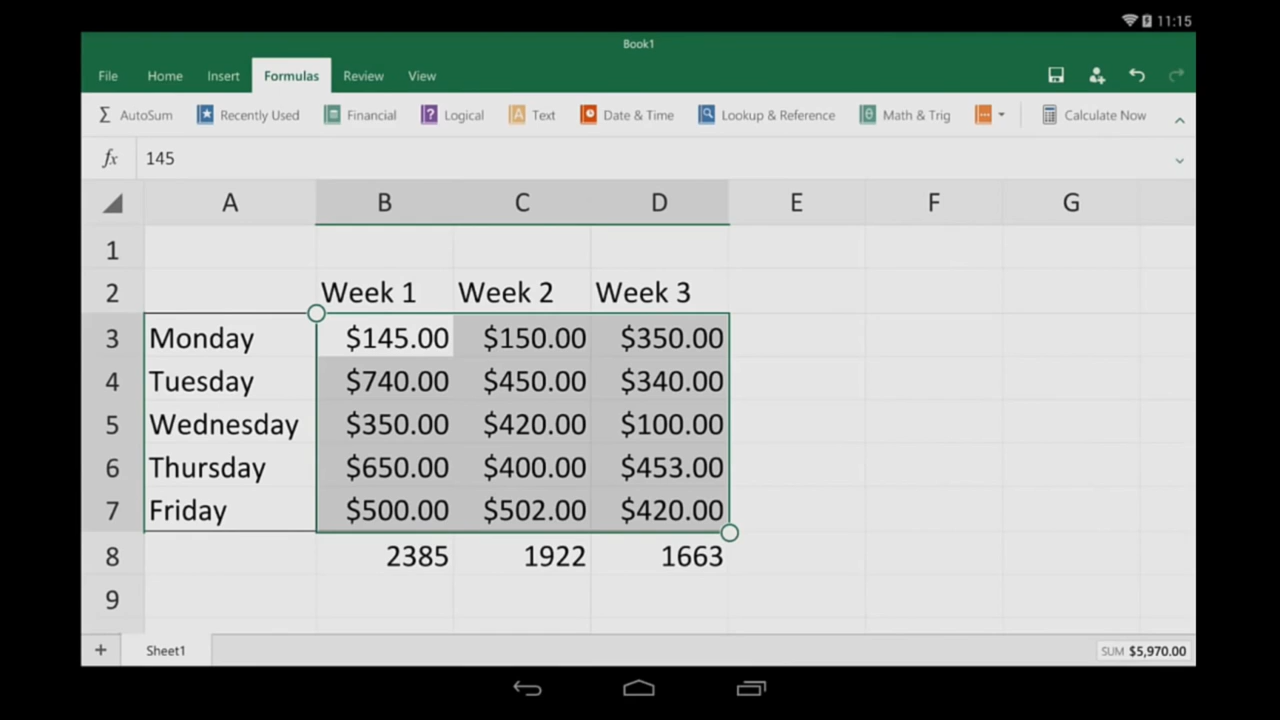 11:15
Book1
File Home Insert Formulas Review View
AutoSum Recently Used Financial Logical Text Date & Time Lookup & Reference Math & Trig Calculate Now
fx 145
A B C D E F G
1
2 Week 1 Week 2 Week 3
3 Monday $145.00 $150.00 $350.00
4 Tuesday $740.00 $450.00 $340.00
5 Wednesday $350.00 $420.00 $100.00
6 Thursday $650.00 $400.00 $453.00
7 Friday $500.00 $502.00 $420.00
8 2385 1922 1663
9
Sheet1 SUM $5,970.00